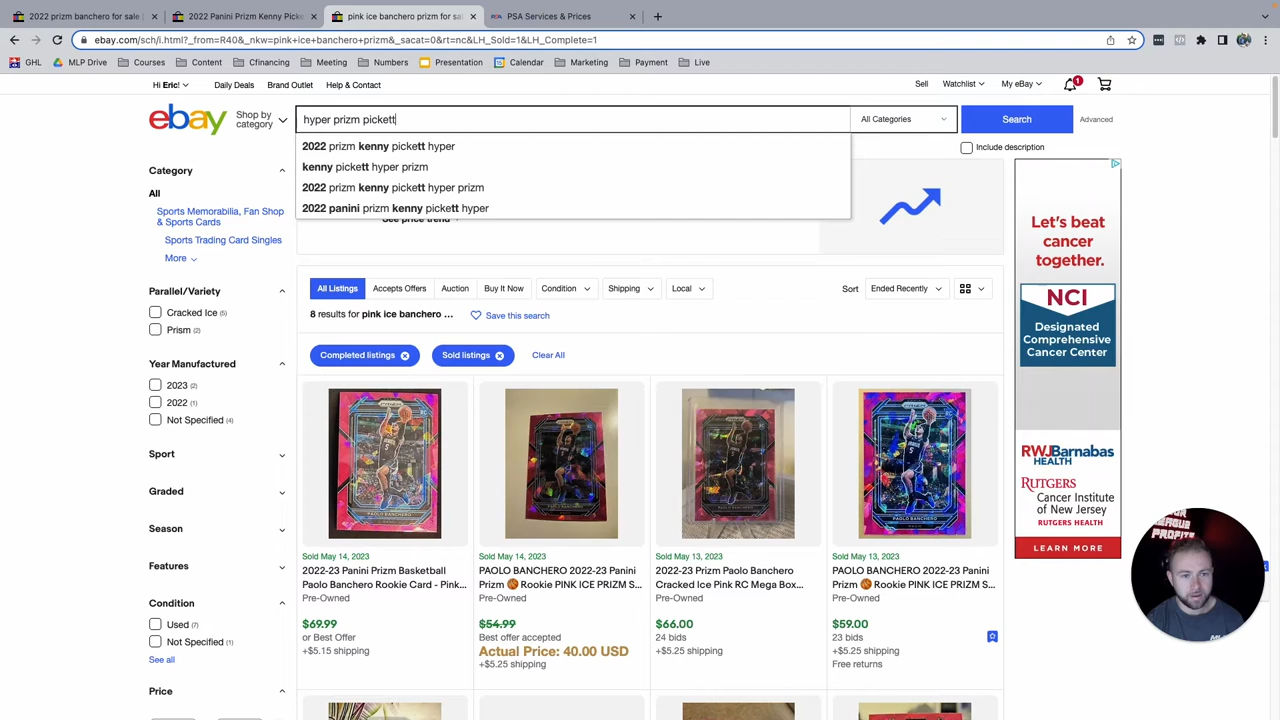 2022 prizm banchero for sale
2022 Panini Prizm Kenny Picke
pink ice banchero prizm for sa
PSA Services & Prices
ebay.com/sch/i.html?_from=R40&_nkw=pink+ice+banchero+prizm&_sacat=0&rt=nc&LH_Sold=1&LH_Complete=1
GHL
MLP Drive
Courses
Content
Cfinancing
Meeting
Numbers
Presentation
Calendar
Marketing
Payment
Live
Hi Eric!
Daily Deals
Brand Outlet
Help & Contact
Sell
Watchlist
My eBay
1
ebay
Shop by
category
hyper prizm pickett
All Categories
Search
Advanced
Include description
2022 prizm kenny pickett hyper
kenny pickett hyper prizm
2022 prizm kenny pickett hyper prizm
2022 panini prizm kenny pickett hyper
See price trend
Category
All
Sports Memorabilia, Fan Shop
& Sports Cards
Sports Trading Card Singles
More
Parallel/Variety
Cracked Ice (5)
Prism (2)
Year Manufactured
2023 (2)
2022 (1)
Not Specified (4)
Sport
Graded
Season
Features
Condition
Used (7)
Not Specified (1)
See all
Price
All Listings
Accepts Offers
Auction
Buy It Now
Condition
Shipping
Local
Sort
Ended Recently
8 results for pink ice banchero ...
Save this search
Completed listings
Sold listings
Clear All
Sold May 14, 2023
2022-23 Panini Prizm Basketball
Paolo Banchero Rookie Card - Pink...
Pre-Owned
$69.99
or Best Offer
+$5.15 shipping
Sold May 14, 2023
PAOLO BANCHERO 2022-23 Panini
Prizm 🏀 Rookie PINK ICE PRIZM S...
Pre-Owned
$54.99
Best offer accepted
Actual Price: 40.00 USD
+$5.25 shipping
Sold May 13, 2023
2022-23 Prizm Paolo Banchero
Cracked Ice Pink RC Mega Box...
Pre-Owned
$66.00
24 bids
+$5.25 shipping
Sold May 13, 2023
PAOLO BANCHERO 2022-23 Panini
Prizm 🏀 Rookie PINK ICE PRIZM S...
Pre-Owned
$59.00
23 bids
+$5.25 shipping
Free returns
Let's beat
cancer
together.
NCI
Designated
Comprehensive
Cancer Center
RWJBarnabas
HEALTH
RUTGERS
Cancer Institute
of New Jersey
RUTGERS HEALTH
LEARN MORE